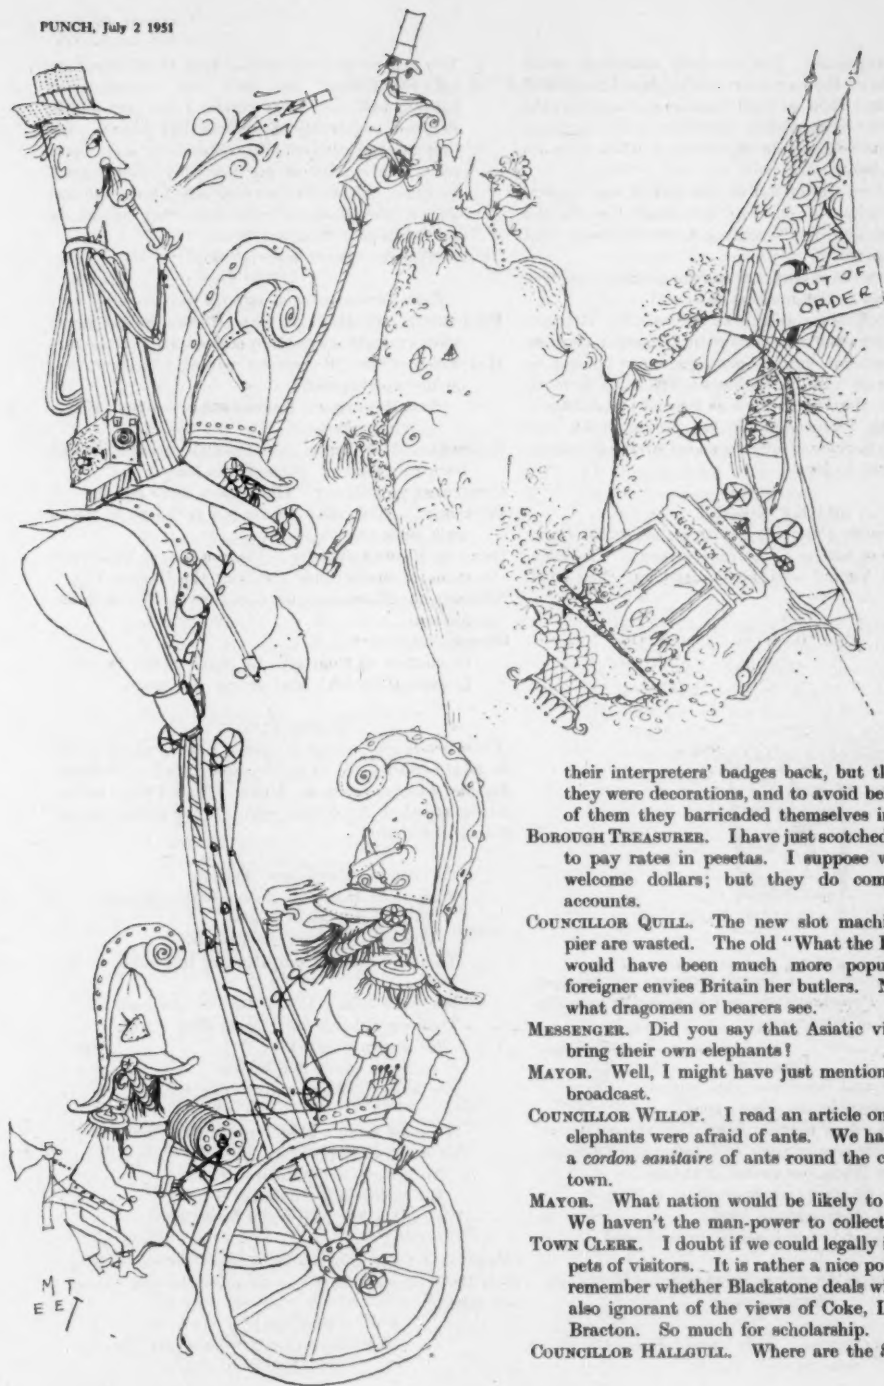 PUNCH, July 2 1951
OUT OF
ORDER
CLIFF RAILWAY
their interpreters' badges back, but th
they were decorations, and to avoid be
of them they barricaded themselves i
BOROUGH TREASURER. I have just scotched
to pay rates in pesetas. I suppose w
welcome dollars; but they do com
accounts.
COUNCILLOR QUILL. The new slot machi
pier are wasted. The old "What the
would have been much more popu
foreigner envies Britain her butlers. N
what dragomen or bearers see.
MESSENGER. Did you say that Asiatic vi
bring their own elephants?
MAYOR. Well, I might have just mention
broadcast.
COUNCILLOR WILLOP. I read an article on
elephants were afraid of ants. We ha
a cordon sanitaire of ants round the c
town.
MAYOR. What nation would be likely to
We haven't the man-power to collect
TOWN CLERK. I doubt if we could legally i
pets of visitors. It is rather a nice po
remember whether Blackstone deals w
also ignorant of the views of Coke, I
Bracton. So much for scholarship.
COUNCILLOR HALLGULL. Where are the
M T
E E T